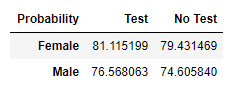 Probability Test No Test
Female 81.115199 79.431469
Male 76.568063 74.605840